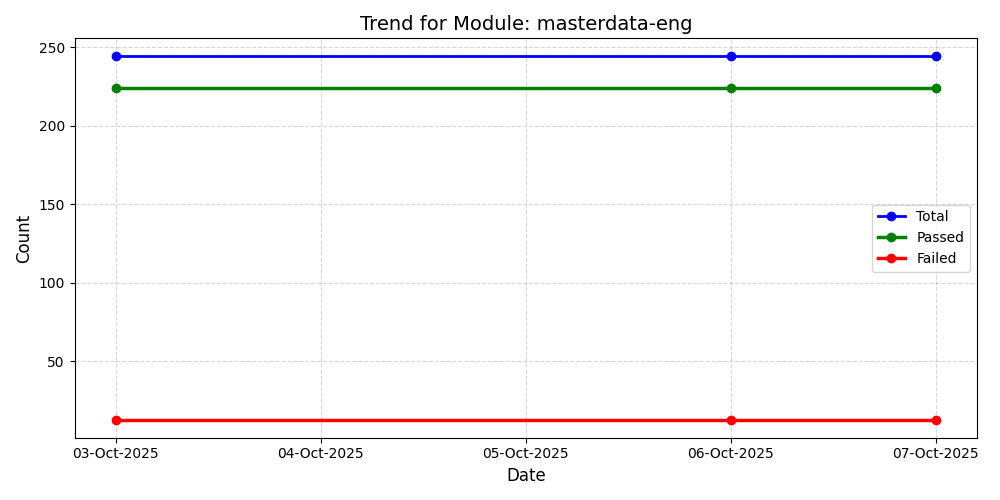 Trend for Module: masterdata-eng
250
200
150
100
50
Count
Total
Passed
Failed
03-Oct-2025
04-Oct-2025
05-Oct-2025
06-Oct-2025
07-Oct-2025
Date